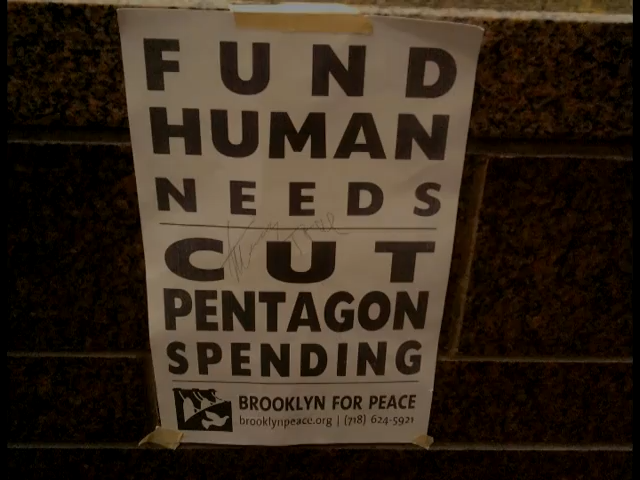 FUND
HUMAN
NEEDS
CUT
PENTAGON
SPENDING
BROOKLYN FOR PEACE
brooklynpeace.org | (718) 624-5921